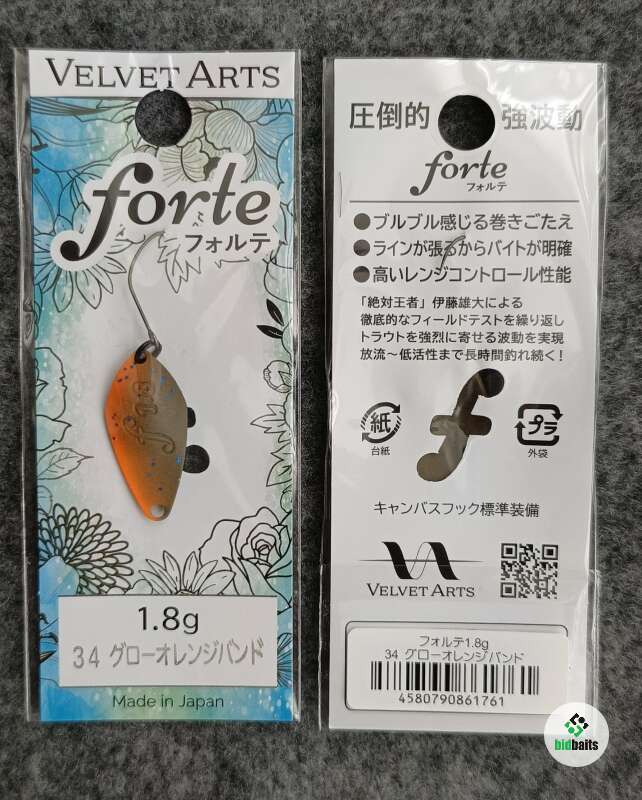 VELVET ARTS
forte
フォルテ
1.8g
34 グローオレンジバンド
Made in Japan
圧倒的 強波動
forte
フォルテ
●ブルブル感じる巻きごたえ
●ラインが張るからバイトが明確
●高いレンジコントロール性能
「絶対王者」伊藤雄大による
徹底的なフィールドテストを繰り返し
トラウトを強烈に寄せる波動を実現
放流～低活性まで長時間釣れ続く!
紙
台紙
プラ
外袋
キャンバスフック標準装備
VELVET ARTS
フォルテ1.8g
34 グローオレンジバンド
4580790861761
bidbaits